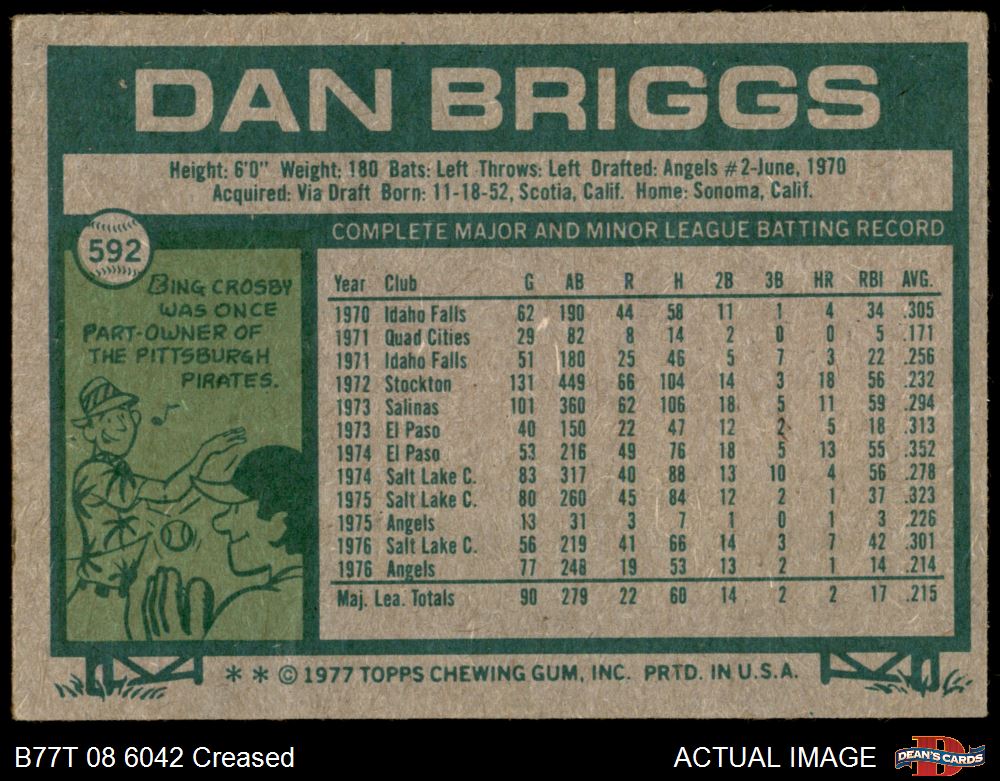 DAN BRIGGS
Height: 6'0" Weight: 180 Bats: Left Throws: Left Drafted: Angels #2-June, 1970
Acquired: Via Draft Born: 11-18-52, Scotia, Calif. Home: Sonoma, Calif.
592
BING CROSBY
WAS ONCE
PART-OWNER OF
THE PITTSBURGH
PIRATES.
COMPLETE MAJOR AND MINOR LEAGUE BATTING RECORD
Year Club G AB R H 2B 3B HR RBI AVG.
1970 Idaho Falls 62 190 44 58 11 1 4 34 .305
1971 Quad Cities 29 82 8 14 2 0 0 5 .171
1971 Idaho Falls 51 180 25 46 5 7 3 22 .256
1972 Stockton 131 449 66 104 14 3 18 56 .232
1973 Salinas 101 360 62 106 18 5 11 59 .294
1973 El Paso 40 150 22 47 12 2 5 18 .313
1974 El Paso 53 216 49 76 18 5 13 55 .352
1974 Salt Lake C. 83 317 40 88 13 10 4 56 .278
1975 Salt Lake C. 80 260 45 84 12 2 1 37 .323
1975 Angels 13 31 3 7 1 0 1 3 .226
1976 Salt Lake C. 56 219 41 66 14 3 7 42 .301
1976 Angels 77 248 19 53 13 2 1 14 .214
Maj. Lea. Totals 90 279 22 60 14 2 2 17 .215
* * © 1977 TOPPS CHEWING GUM, INC. PRTD. IN U.S.A.
B77T 08 6042 Creased
ACTUAL IMAGE
D
DEAN'S CARDS